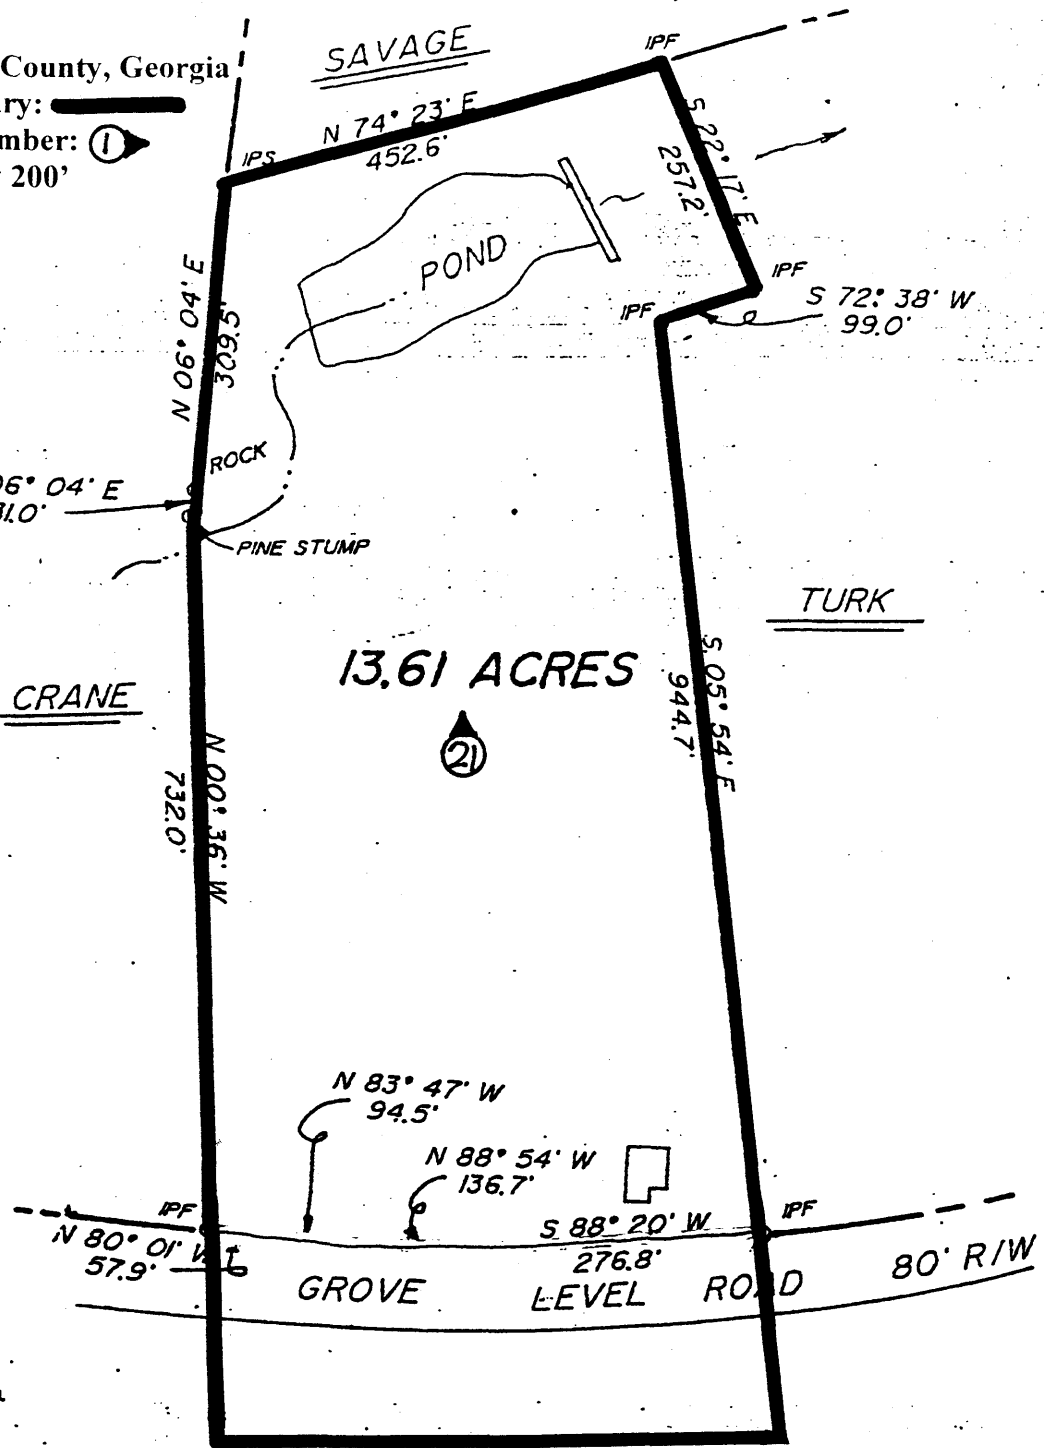 County, Georgia
ry:
mber: 1
200'
SAVAGE
IPF
N 74° 23' E
452.6'
IPS
S 22° 17' E
257.2'
POND
IPF
IPF
S 72° 38' W
99.0'
N 06° 04' E
309.5'
ROCK
06° 04' E
31.0'
PINE STUMP
TURK
13.61 ACRES
21
CRANE
S 05° 54' E
944.7'
N 00° 36' W
732.0'
N 83° 47' W
94.5'
N 88° 54' W
136.7'
IPF
IPF
N 80° 01' W
57.9'
S 88° 20' W
276.8'
GROVE LEVEL ROAD
80' R/W